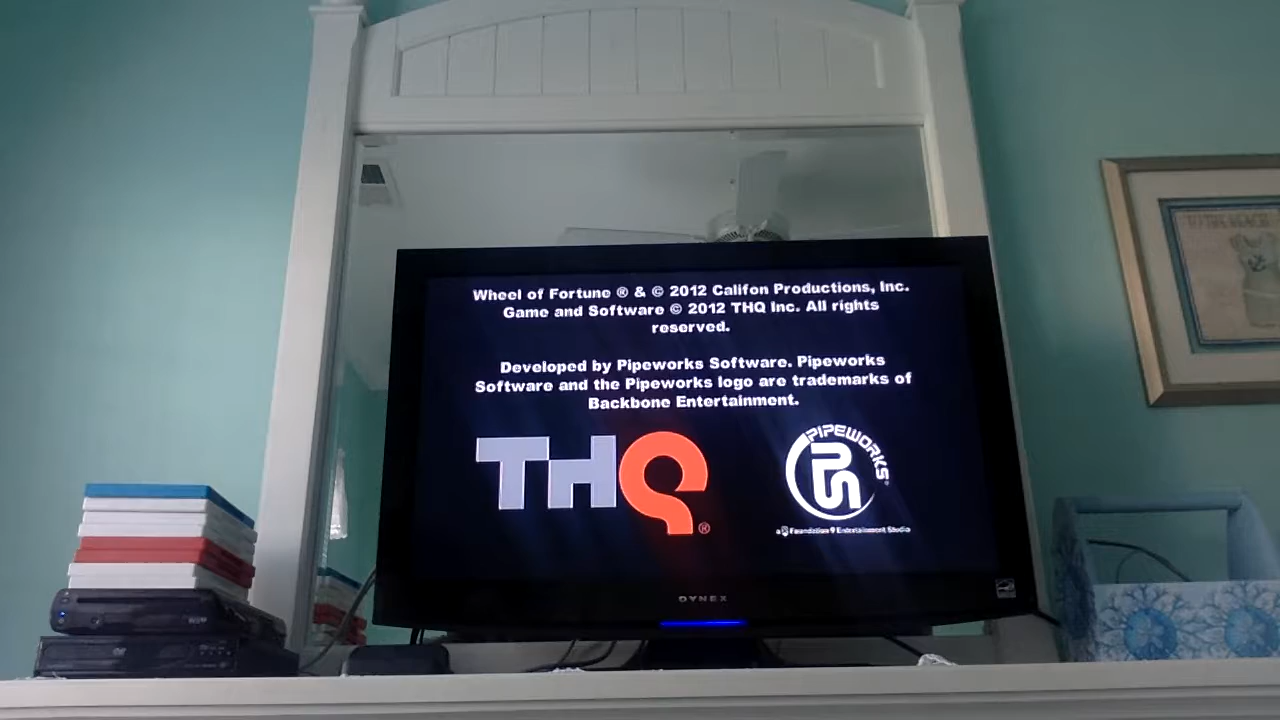 Wheel of Fortune ® & © 2012 Califon Productions, Inc.
Game and Software © 2012 THQ Inc. All rights
reserved.
Developed by Pipeworks Software. Pipeworks
Software and the Pipeworks logo are trademarks of
Backbone Entertainment.
THQ ®
PIPEWORKS
a Foundation 9 Entertainment Studio
DYNEX